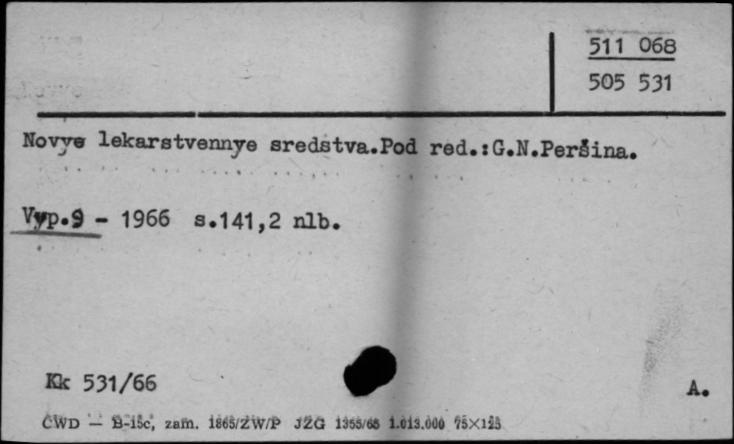 511 068
505 531
Novye lekarstvennye sredstva.Pod red.:G.N.Peršina.
Vyp.9 - 1966 s.141,2 nlb.
Kk 531/66
A.
CWD — B-15c, zam. 1865/ZW/P JZG 1355/65 1.013.000 75×125